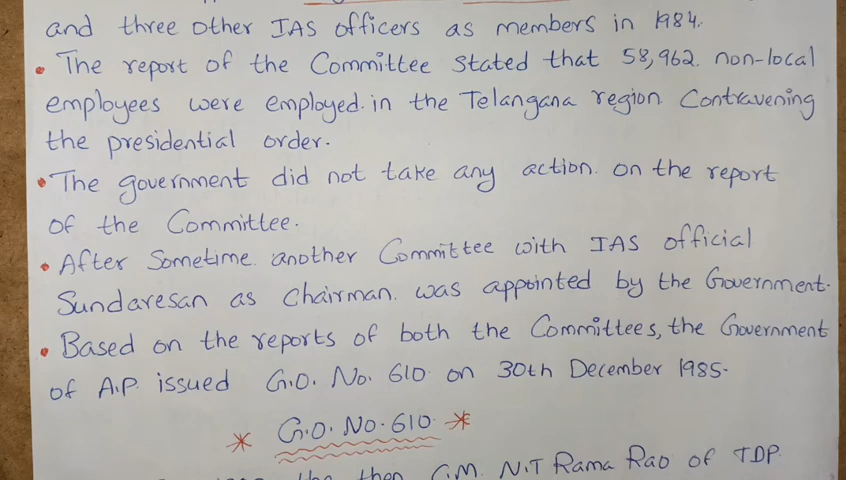 and three other IAS officers as members in 1984.
• The report of the Committee stated that 58,962 non-local
employees were employed in the Telangana region Contravening
the presidential order.
• The government did not take any action on the report
of the Committee.
• After Sometime another Committee with IAS official
Sundaresan as Chairman was appointed by the Government.
• Based on the reports of both the Committees, the Government
of A.P. issued G.O. No. 610 on 30th December 1985.
* G.O. No. 610 *
the then C.M. N.T Rama Rao of TDP